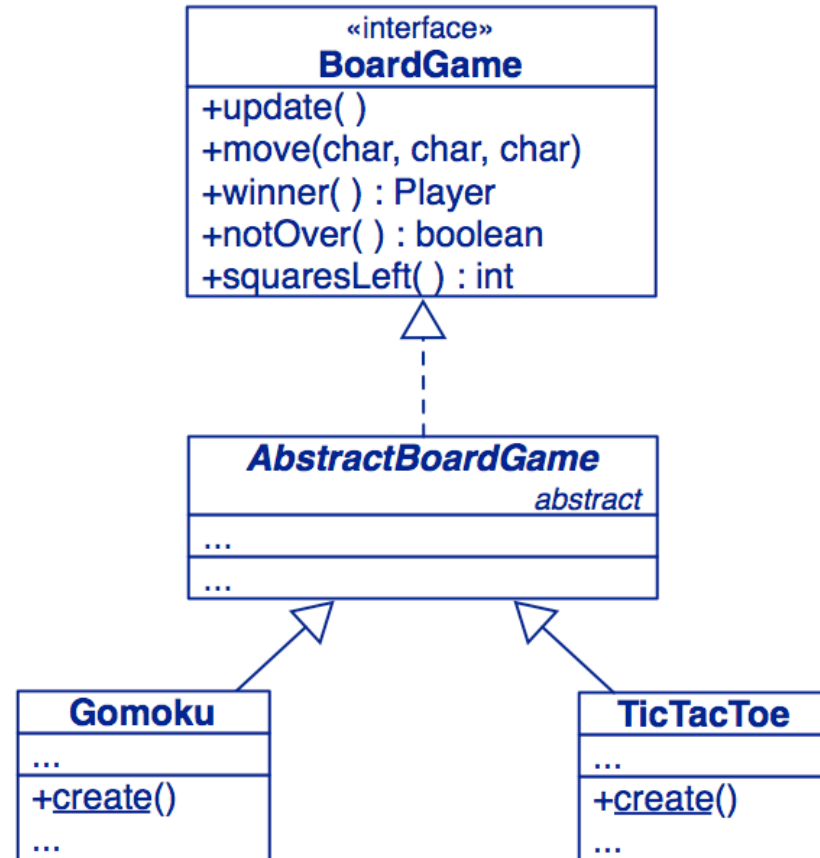 «interface»
BoardGame
+update( )
+move(char, char, char)
+winner( ) : Player
+notOver( ) : boolean
+squaresLeft( ) : int
AbstractBoardGame
abstract
...
...
Gomoku
...
+create()
...
TicTacToe
...
+create()
...